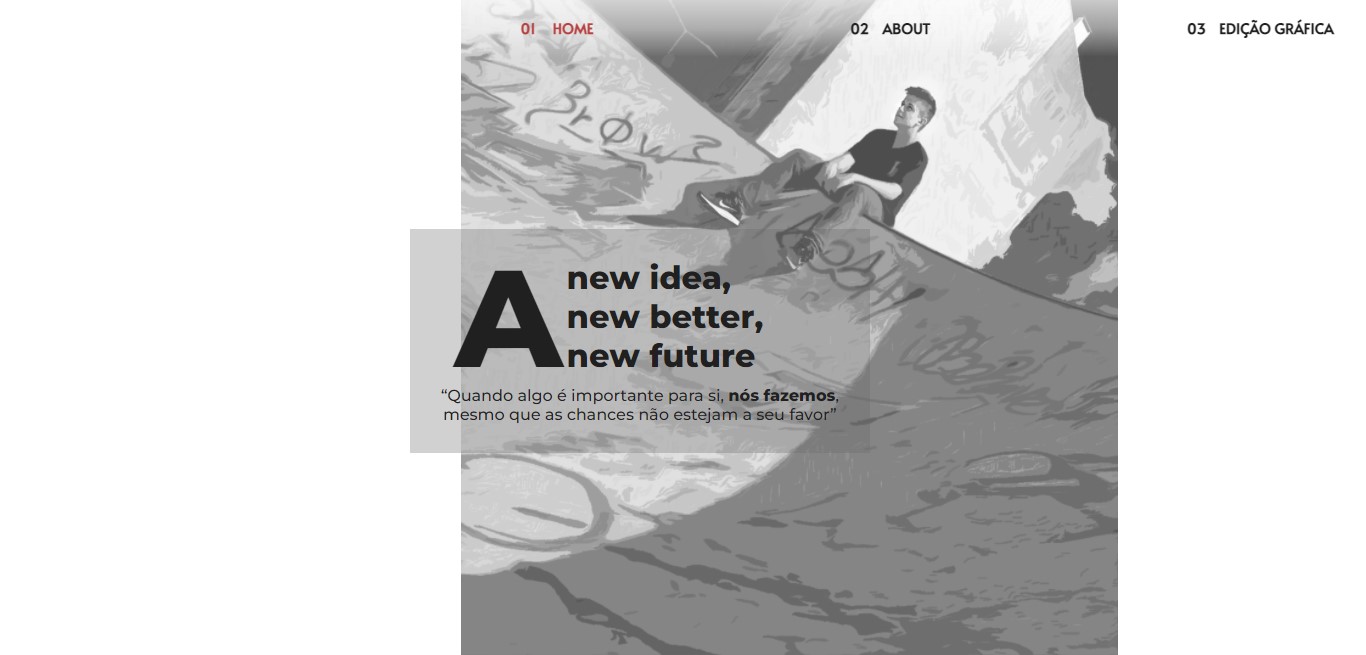 01 HOME
02 ABOUT
03 EDIÇÃO GRÁFICA
A new idea,
new better,
new future
“Quando algo é importante para si, nós fazemos,
mesmo que as chances não estejam a seu favor”